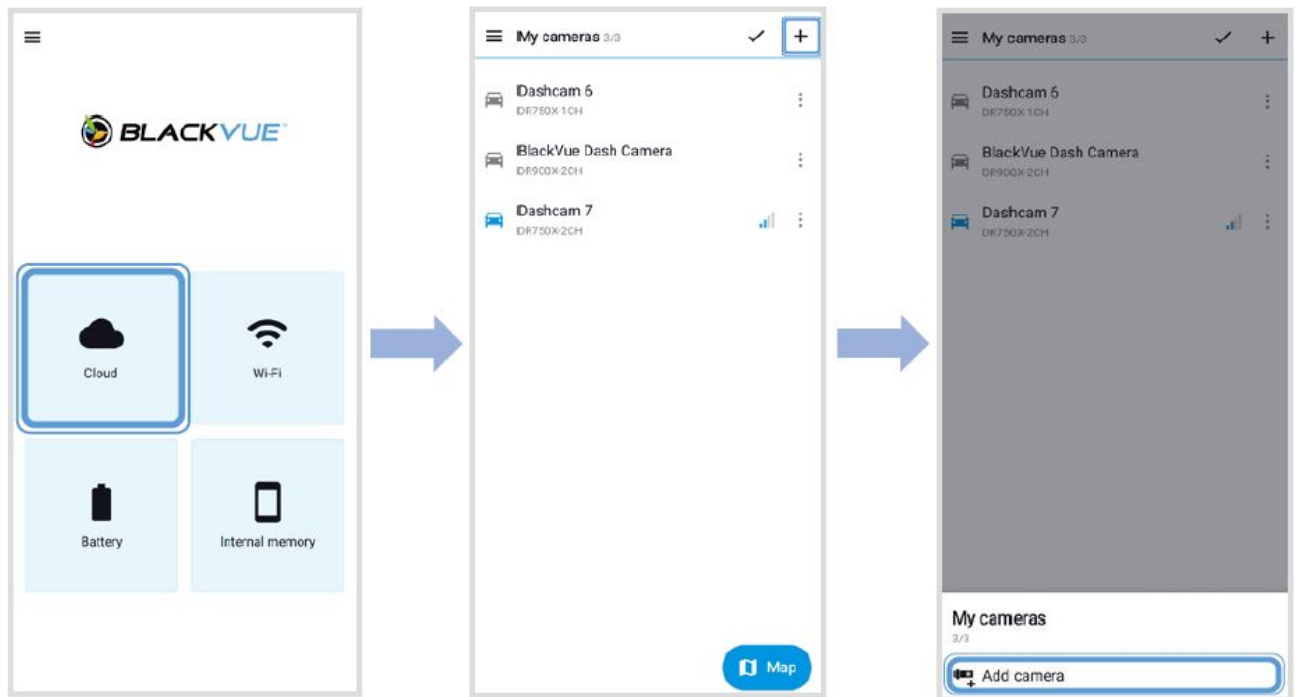 BLACKVUE
Cloud
Wi-Fi
Battery
Internal memory
My cameras 3/3
Dashcam 6
DR750X-1CH
BlackVue Dash Camera
DR900X-2CH
Dashcam 7
DR750X-2CH
Map
My cameras 3/3
Dashcam 6
DR750X-1CH
BlackVue Dash Camera
DR900X-2CH
Dashcam 7
DR750X-2CH
My cameras
3/3
Add camera